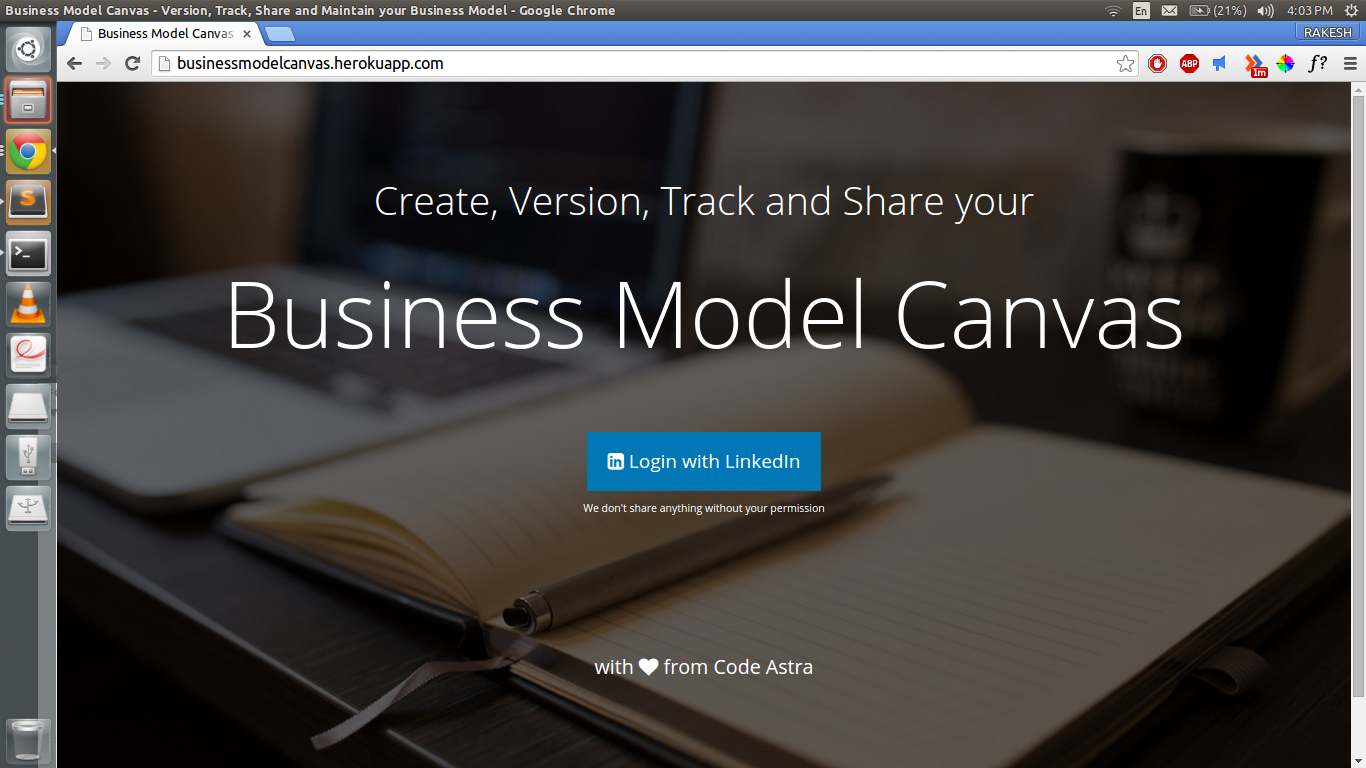 Business Model Canvas - Version, Track, Share and Maintain your Business Model - Google Chrome
En
(21%)
4:03 PM
Business Model Canvas
RAKESH
businessmodelcanvas.herokuapp.com
ABP
1m
f?
Create, Version, Track and Share your
Business Model Canvas
in Login with LinkedIn
We don't share anything without your permission
with ♥ from Code Astra